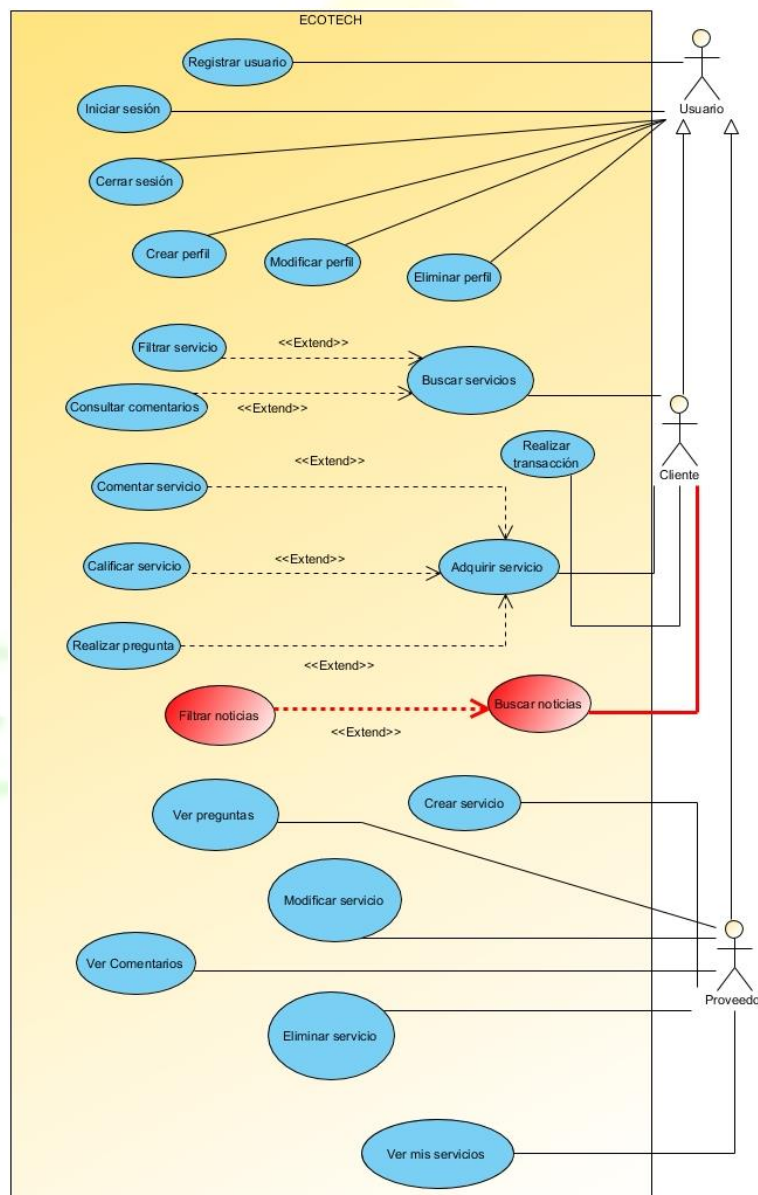 ECOTECH
Registrar usuario
Usuario
Iniciar sesión
Cerrar sesión
Crear perfil
Modificar perfil
Eliminar perfil
Filtrar servicio
<<Extend>>
Buscar servicios
Consultar comentarios
<<Extend>>
Realizar
transacción
Cliente
Comentar servicio
<<Extend>>
Calificar servicio
<<Extend>>
Adquirir servicio
Realizar pregunta
<<Extend>>
Filtrar noticias
<<Extend>>
Buscar noticias
Crear servicio
Ver preguntas
Modificar servicio
Ver Comentarios
Proveedo
Eliminar servicio
Ver mis servicios